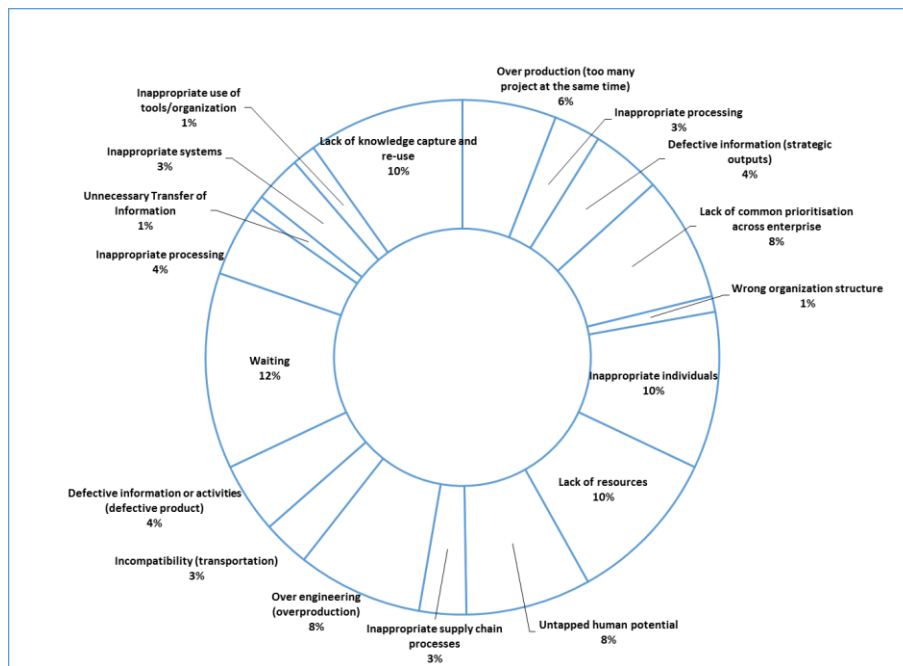 Over production (too many
project at the same time)
6%
Inappropriate processing
3%
Defective information (strategic
outputs)
4%
Lack of common prioritisation
across enterprise
8%
Wrong organization structure
1%
Inappropriate individuals
10%
Lack of resources
10%
Untapped human potential
8%
Inappropriate supply chain
processes
3%
Over engineering
(overproduction)
8%
Incompatibility (transportation)
3%
Defective information or activities
(defective product)
4%
Waiting
12%
Inappropriate processing
4%
Unnecessary Transfer of
Information
1%
Inappropriate systems
3%
Inappropriate use of
tools/organization
1%
Lack of knowledge capture and
re-use
10%